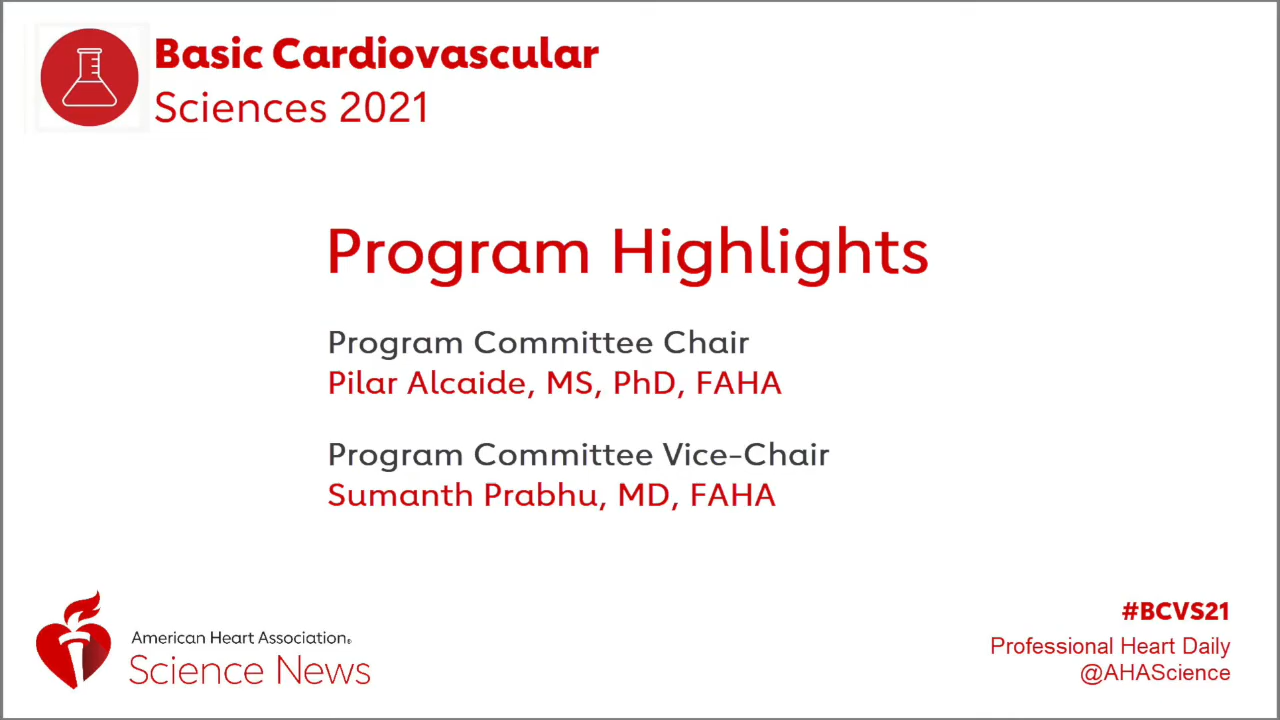 Basic Cardiovascular
Sciences 2021
Program Highlights
Program Committee Chair
Pilar Alcaide, MS, PhD, FAHA
Program Committee Vice-Chair
Sumanth Prabhu, MD, FAHA
American Heart Association®
Science News
#BCVS21
Professional Heart Daily
@AHAScience